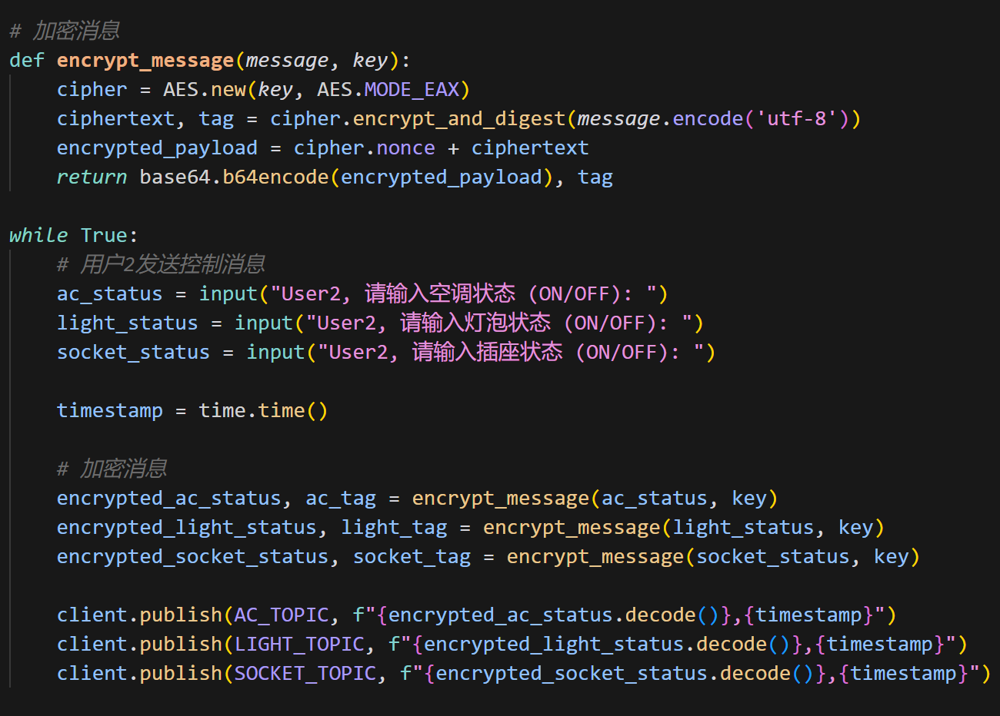 # 加密消息
def encrypt_message(message, key):
    cipher = AES.new(key, AES.MODE_EAX)
    ciphertext, tag = cipher.encrypt_and_digest(message.encode('utf-8'))
    encrypted_payload = cipher.nonce + ciphertext
    return base64.b64encode(encrypted_payload), tag

while True:
    # 用户2发送控制消息
    ac_status = input("User2, 请输入空调状态 (ON/OFF): ")
    light_status = input("User2, 请输入灯泡状态 (ON/OFF): ")
    socket_status = input("User2, 请输入插座状态 (ON/OFF): ")

    timestamp = time.time()

    # 加密消息
    encrypted_ac_status, ac_tag = encrypt_message(ac_status, key)
    encrypted_light_status, light_tag = encrypt_message(light_status, key)
    encrypted_socket_status, socket_tag = encrypt_message(socket_status, key)

    client.publish(AC_TOPIC, f"{encrypted_ac_status.decode()},{timestamp}")
    client.publish(LIGHT_TOPIC, f"{encrypted_light_status.decode()},{timestamp}")
    client.publish(SOCKET_TOPIC, f"{encrypted_socket_status.decode()},{timestamp}")